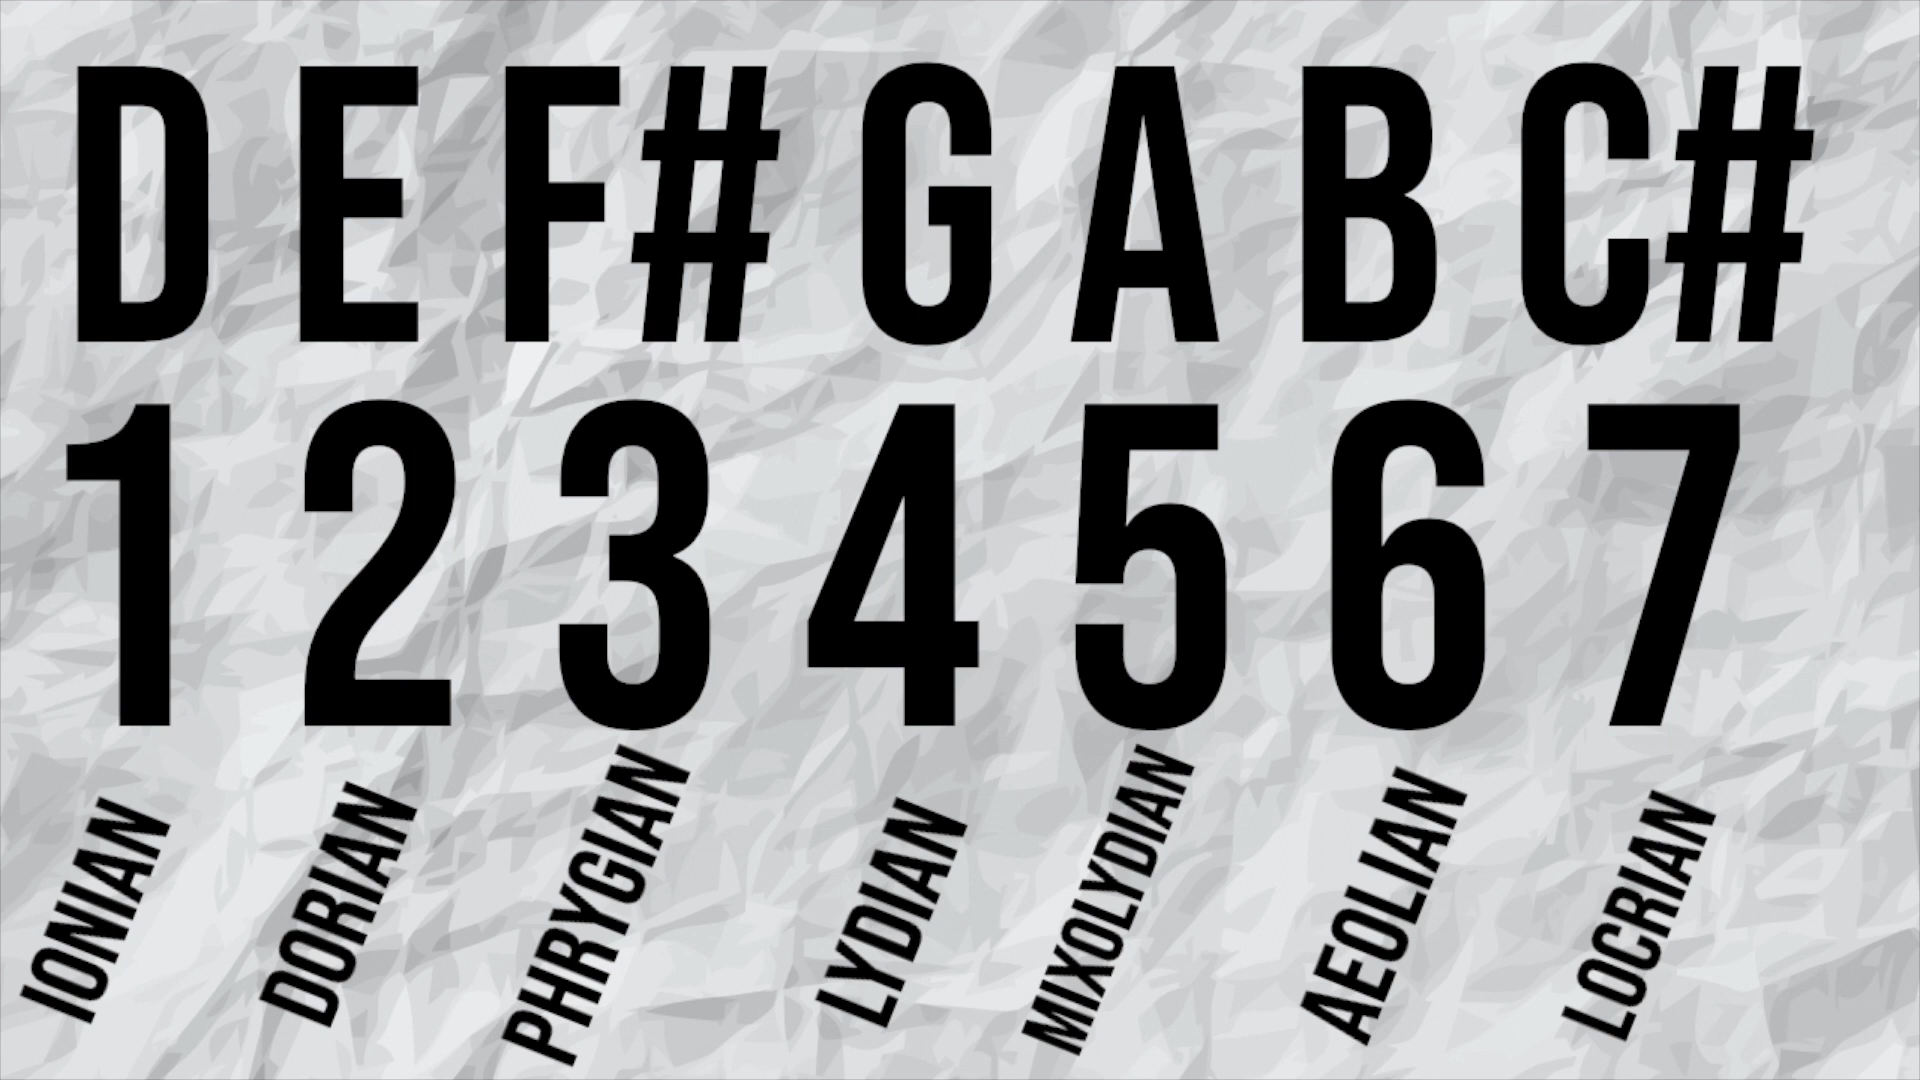 D E F# G A B C#
1 2 3 4 5 6 7
IONIAN DORIAN PHRYGIAN LYDIAN MIXOLYDIAN AEOLIAN LOCRIAN